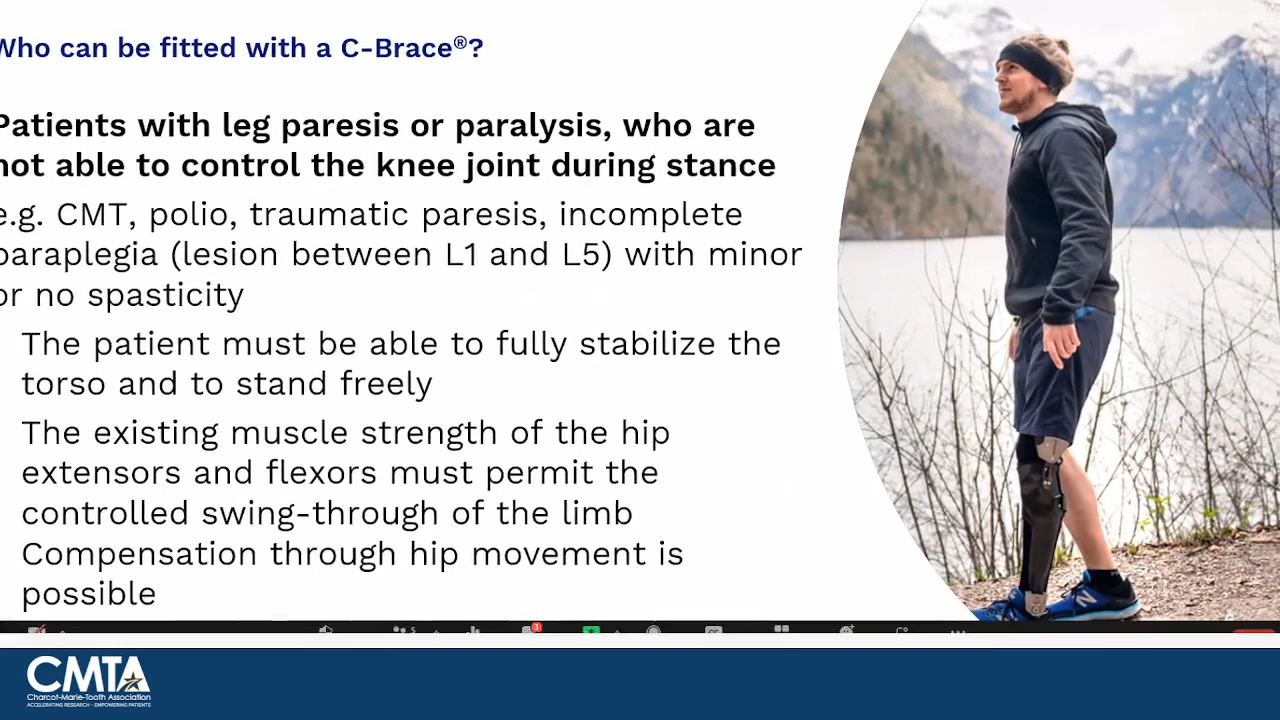 Who can be fitted with a C-Brace®?
Patients with leg paresis or paralysis, who are
not able to control the knee joint during stance
e.g. CMT, polio, traumatic paresis, incomplete
paraplegia (lesion between L1 and L5) with minor
or no spasticity
The patient must be able to fully stabilize the
torso and to stand freely
The existing muscle strength of the hip
extensors and flexors must permit the
controlled swing-through of the limb
Compensation through hip movement is
possible
5
3
CMTA
Charcot-Marie-Tooth Association
ACCELERATING RESEARCH - EMPOWERING PATIENTS
N